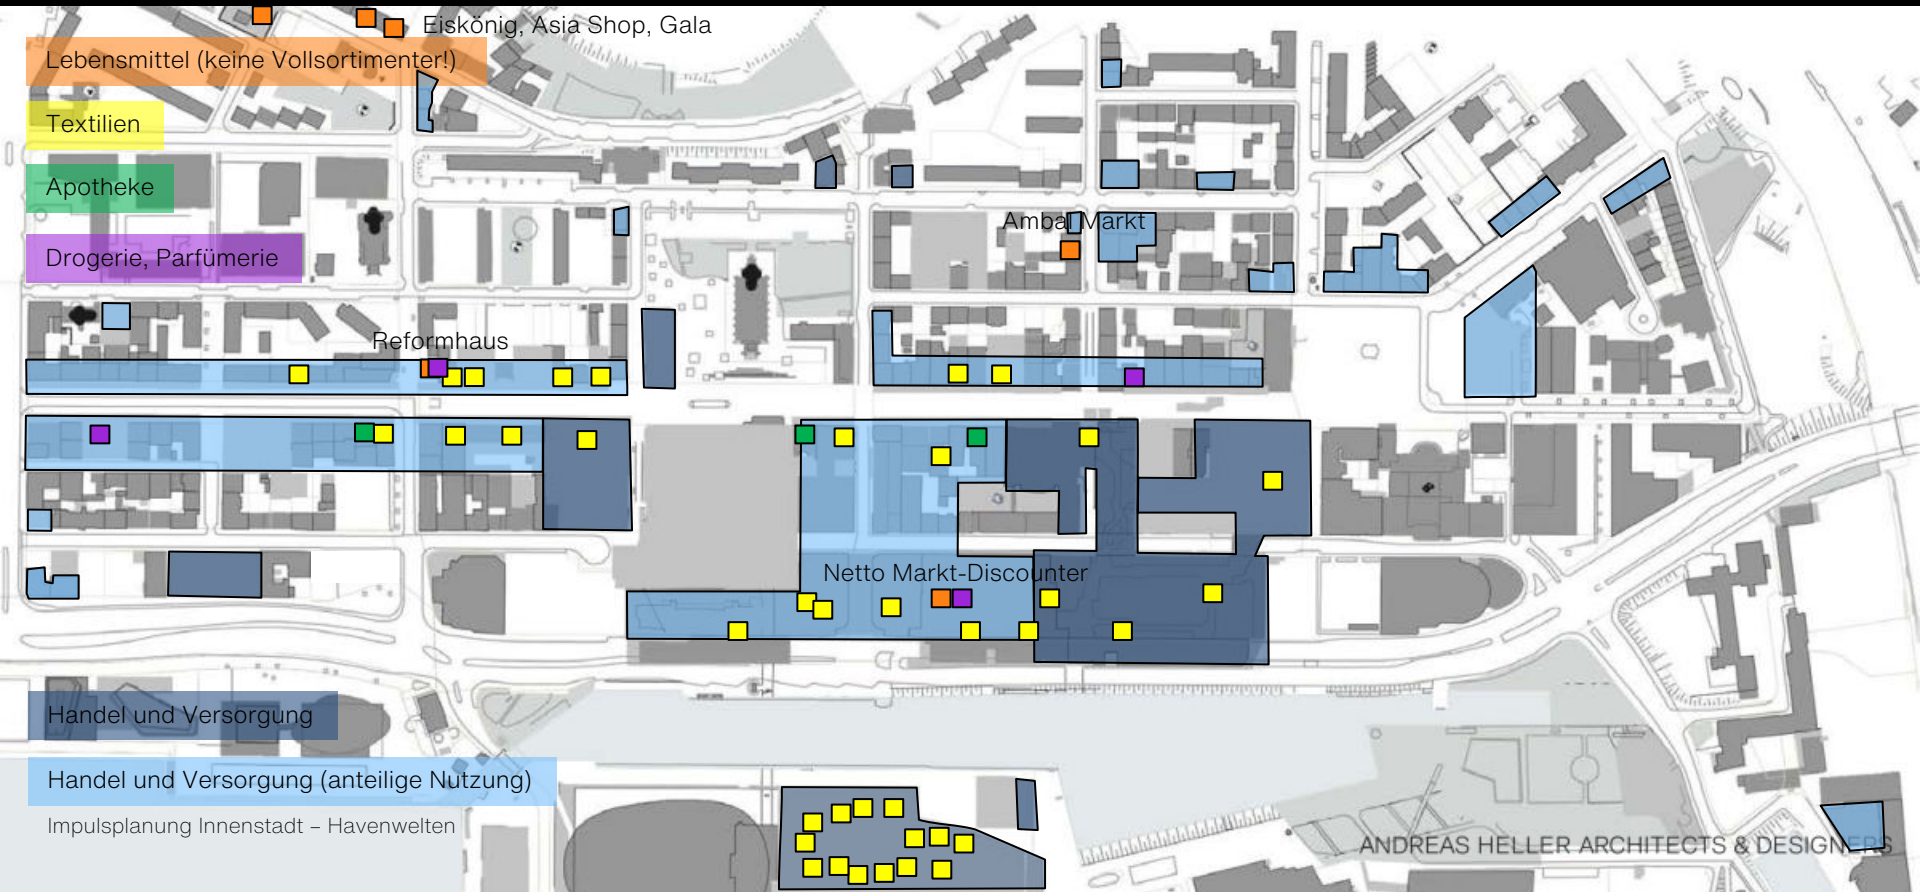 Eiskönig, Asia Shop, Gala
Lebensmittel (keine Vollsortimenter!)
Textilien
Apotheke
Drogerie, Parfümerie
Ambar Markt
Reformhaus
Netto Markt-Discounter
Handel und Versorgung
Handel und Versorgung (anteilige Nutzung)
Impulsplanung Innenstadt – Havenwelten
ANDREAS HELLER ARCHITECTS & DESIGNERS